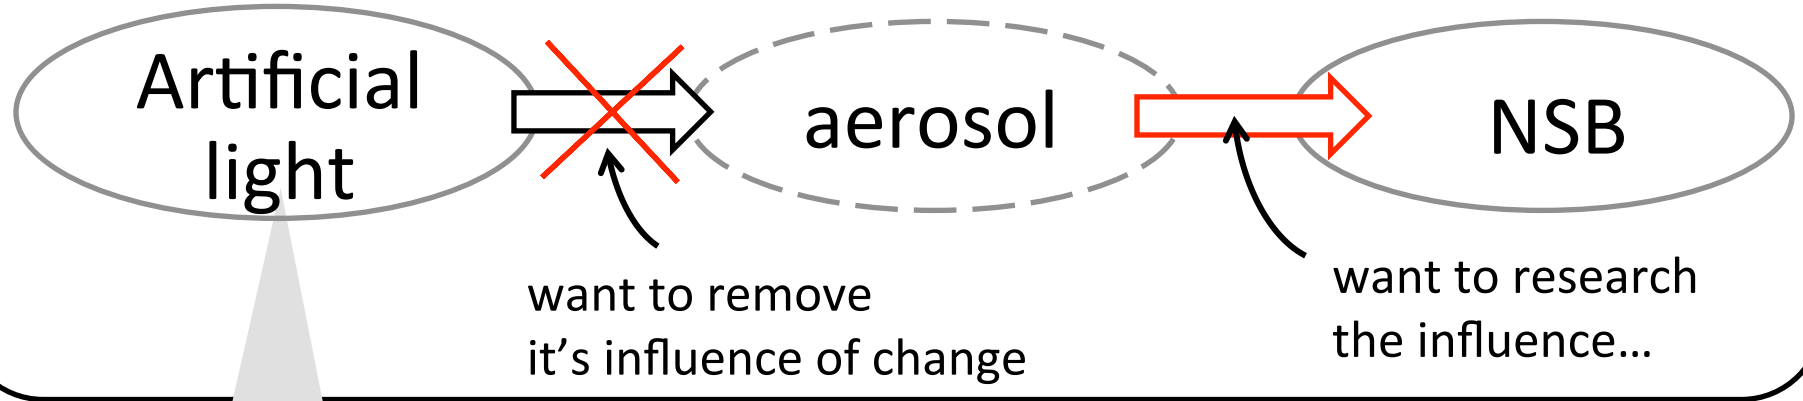 Artificial
light
aerosol
NSB
want to remove
it's influence of change
want to research
the influence...